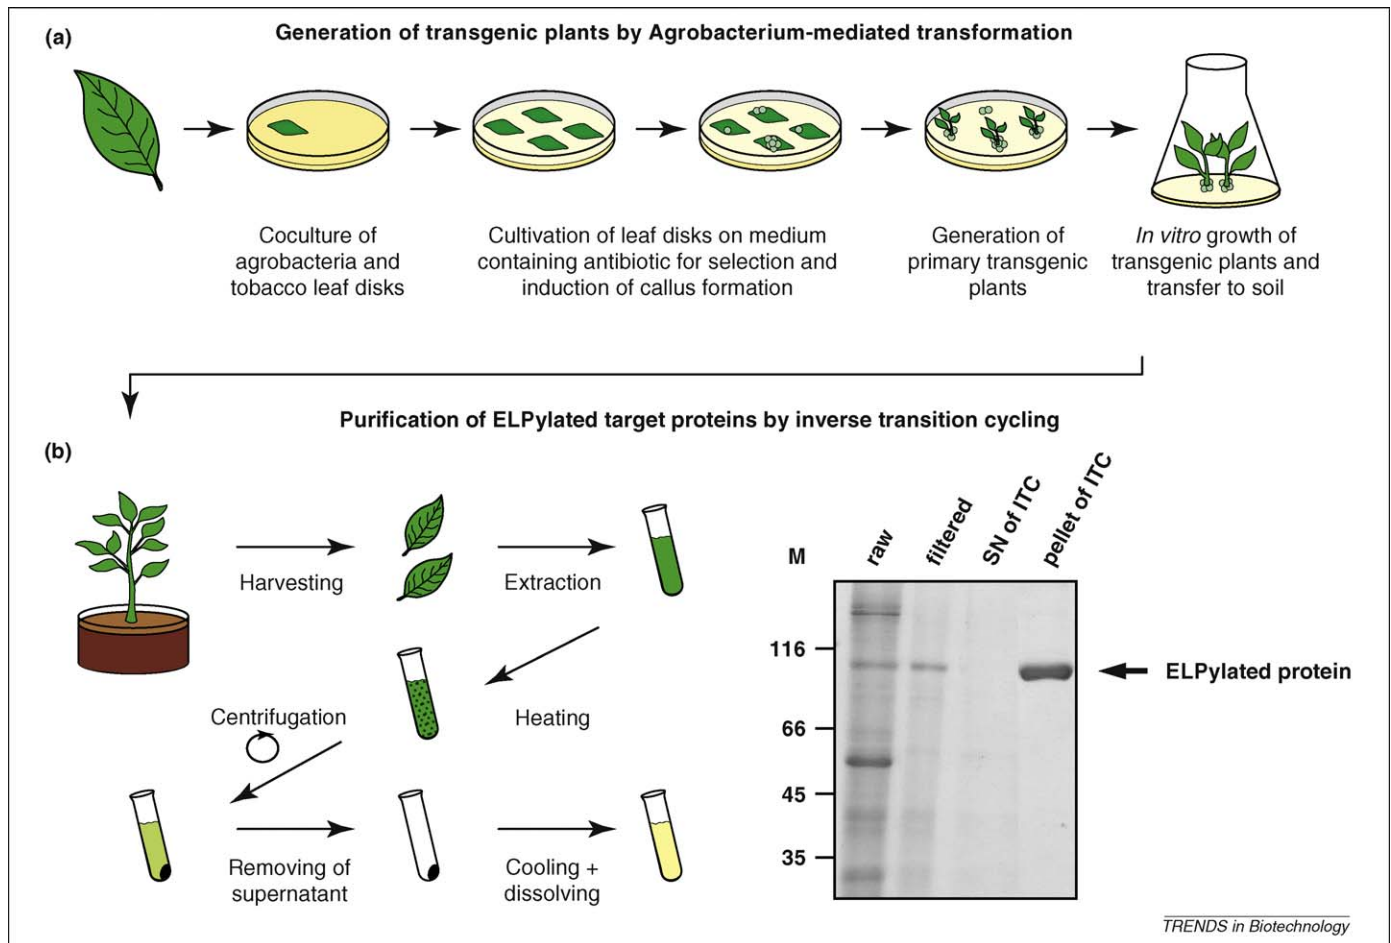 (a)
Generation of transgenic plants by Agrobacterium-mediated transformation
Coculture of
agrobacteria and
tobacco leaf disks
Cultivation of leaf disks on medium
containing antibiotic for selection and
induction of callus formation
Generation of
primary transgenic
plants
In vitro growth of
transgenic plants and
transfer to soil
Purification of ELPylated target proteins by inverse transition cycling
(b)
Harvesting
Extraction
Heating
Centrifugation
Removing of
supernatant
Cooling +
dissolving
M
raw
filtered
SN of ITC
pellet of ITC
116
66
45
35
ELPylated protein
TRENDS in Biotechnology